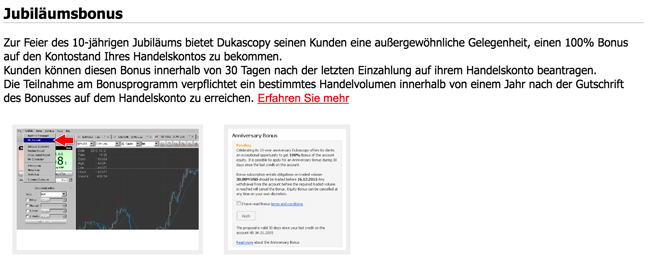 Jubiläumsbonus
Zur Feier des 10-jährigen Jubiläums bietet Dukascopy seinen Kunden eine außergewöhnliche Gelegenheit, einen 100% Bonus
auf den Kontostand Ihres Handelskontos zu bekommen.
Kunden können diesen Bonus innerhalb von 30 Tagen nach der letzten Einzahlung auf ihrem Handelskonto beantragen.
Die Teilnahme am Bonusprogramm verpflichtet ein bestimmtes Handelvolumen innerhalb von einem Jahr nach der Gutschrift
des Bonusses auf dem Handelskonto zu erreichen. Erfahren Sie mehr
Anniversary Bonus
Pending
Celebrating its 10-year anniversary Dukascopy offers its clients
an exceptional opportunity to get 100% Bonus of the account
equity. It is possible to apply for an Anniversary bonus during 30
days since the last credit on the account.
Bonus subscription entails obligations on traded volume:
should be traded before 16.12.2015 Any
withdrawal from the account before the required traded volume
is reached will cancel the Bonus. Equity Bonus can be cancelled at
any time on your own discretion.
I have read Bonus terms and conditions
Apply
The proposal is valid 30 days since your last credit on the
account till
Read more about the Anniversary Bonus